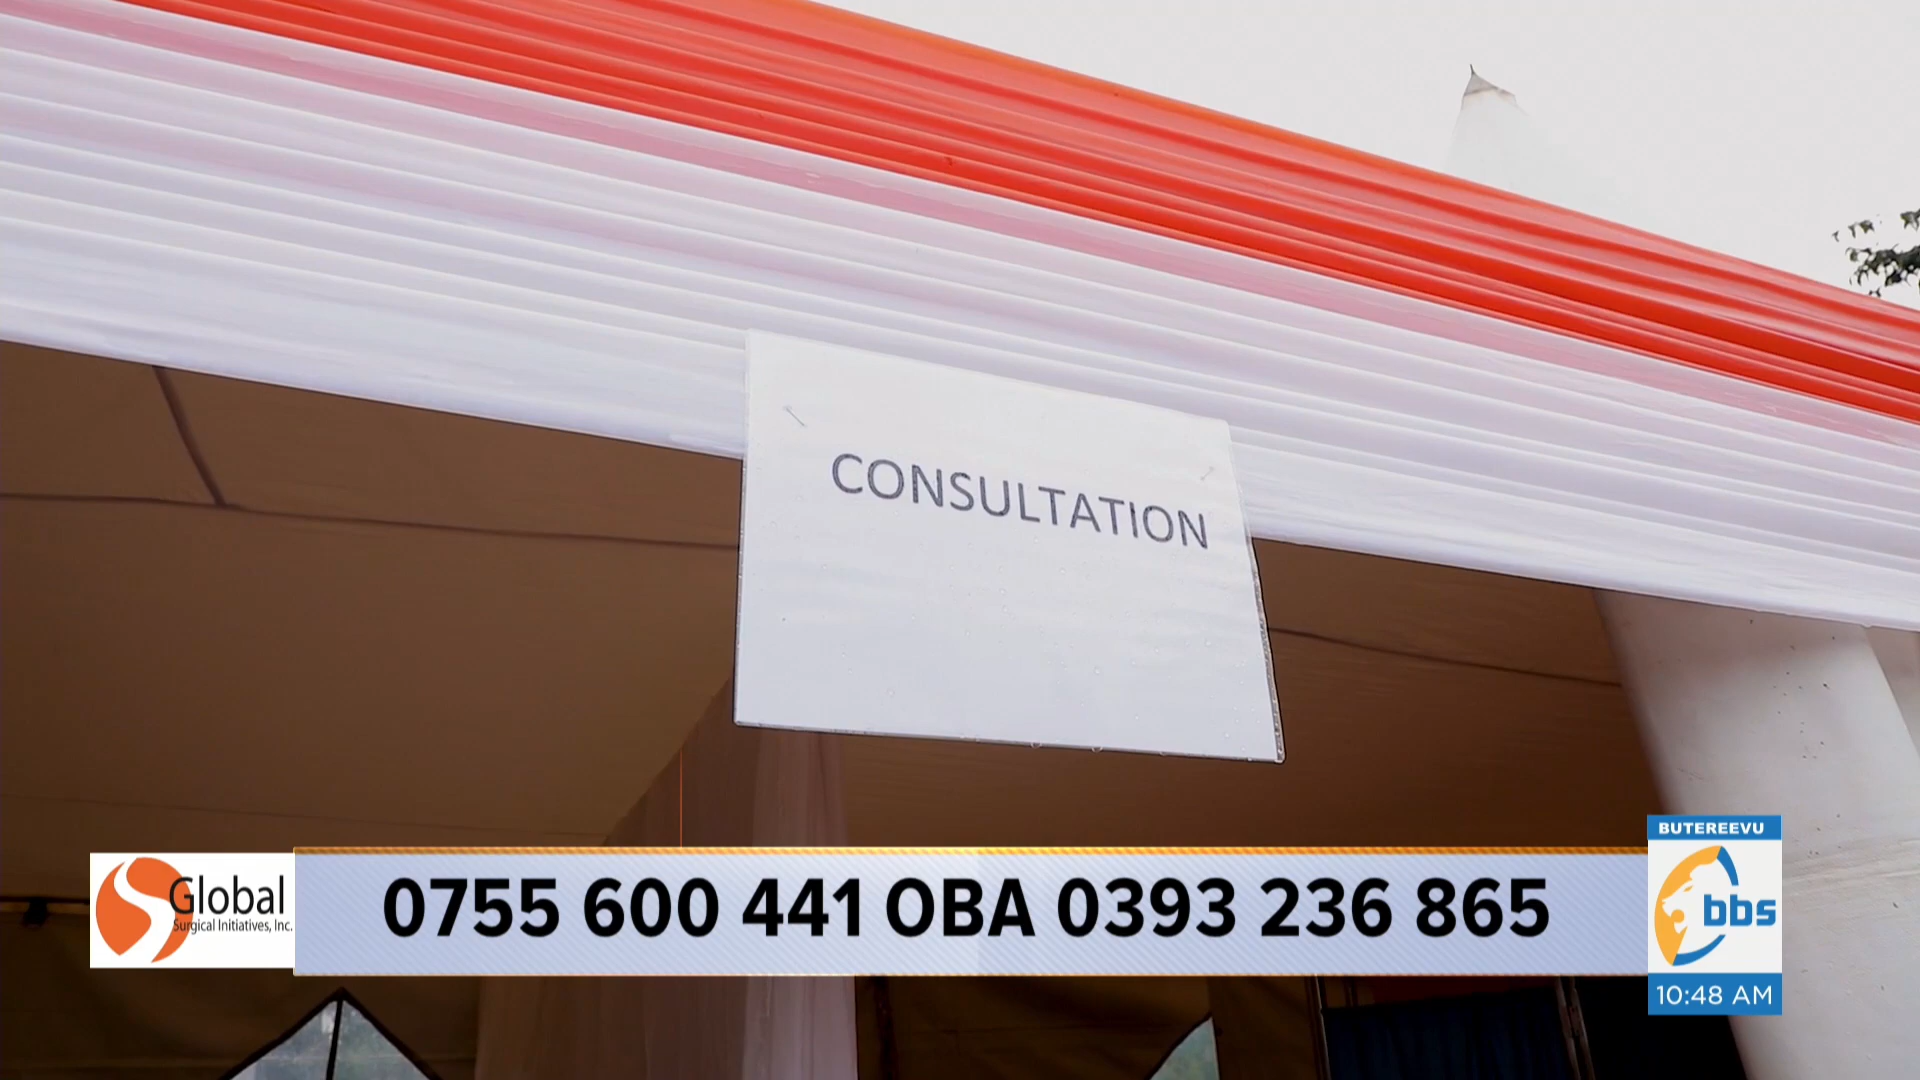 CONSULTATION
Global
Surgical Initiatives, Inc.
0755 600 441 OBA 0393 236 865
BUTEREEVU
bbs
10:48 AM